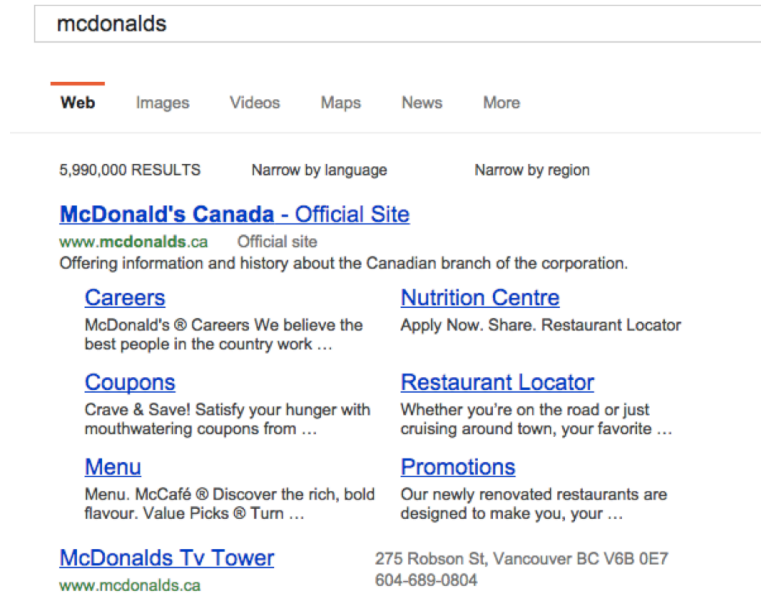 mcdonalds
Web Images Videos Maps News More
5,990,000 RESULTS Narrow by language Narrow by region
McDonald's Canada - Official Site
www.mcdonalds.ca Official site
Offering information and history about the Canadian branch of the corporation.
Careers
McDonald's ® Careers We believe the
best people in the country work …
Nutrition Centre
Apply Now. Share. Restaurant Locator
Coupons
Crave & Save! Satisfy your hunger with
mouthwatering coupons from …
Restaurant Locator
Whether you're on the road or just
cruising around town, your favorite …
Menu
Menu. McCafé ® Discover the rich, bold
flavour. Value Picks ® Turn …
Promotions
Our newly renovated restaurants are
designed to make you, your …
McDonalds Tv Tower
www.mcdonalds.ca
275 Robson St, Vancouver BC V6B 0E7
604-689-0804